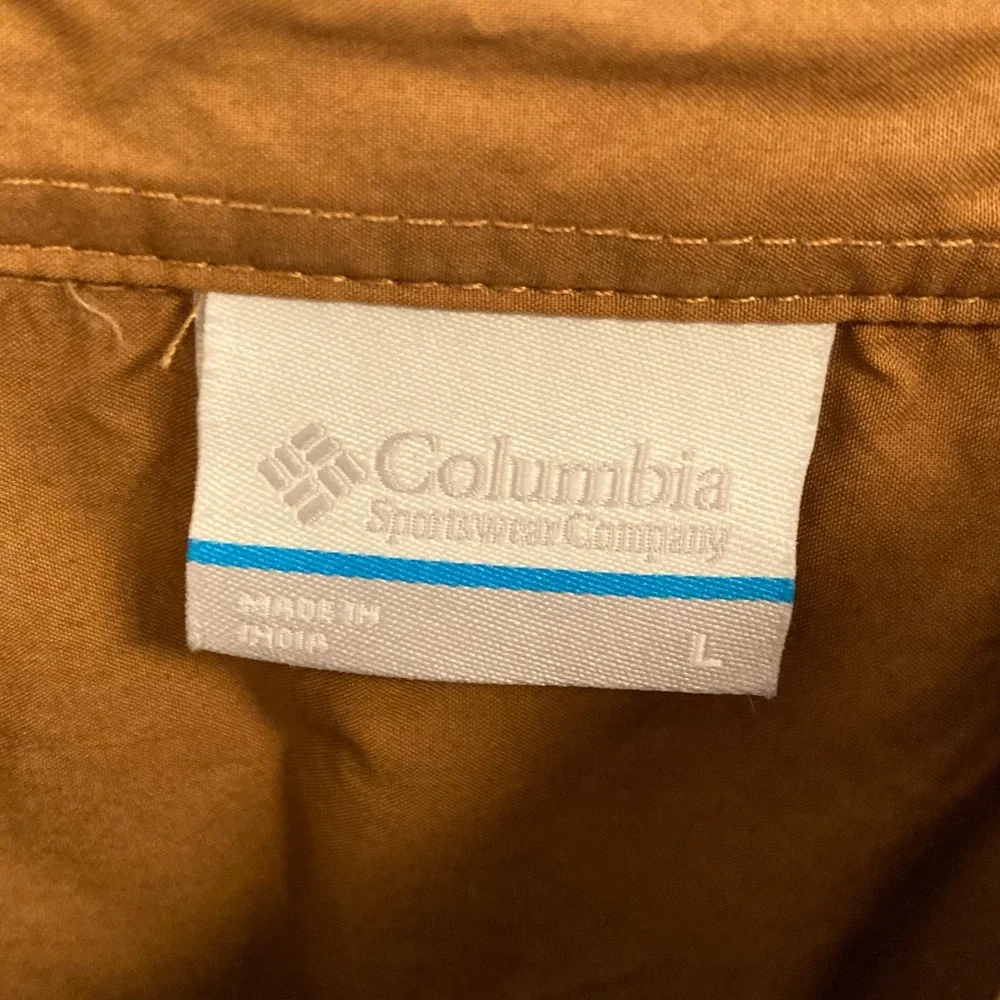 Columbia
Sportswear Company
MADE IN
INDIA
L